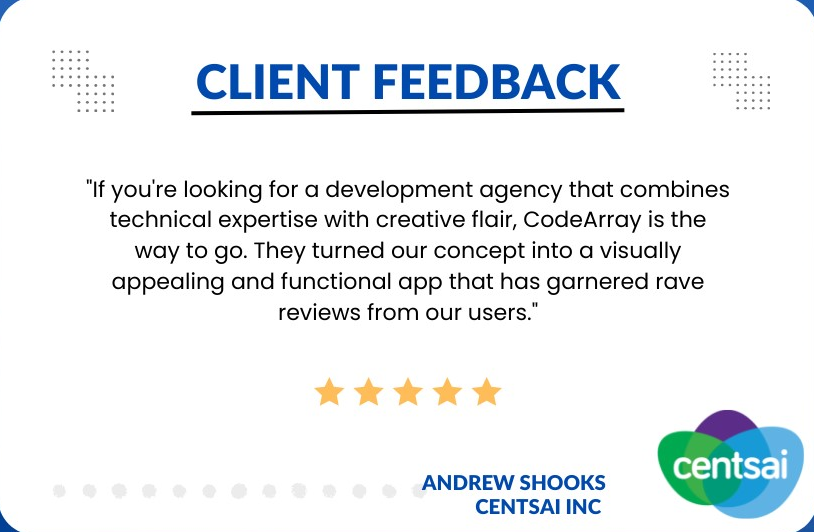 CLIENT FEEDBACK
"If you're looking for a development agency that combines
technical expertise with creative flair, CodeArray is the
way to go. They turned our concept into a visually
appealing and functional app that has garnered rave
reviews from our users."
ANDREW SHOOKS
CENTSAI INC
centsai